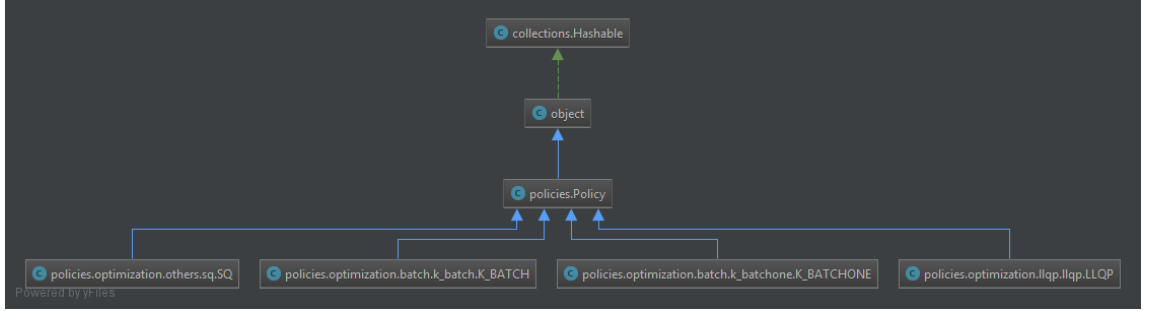 collections.Hashable
object
policies.Policy
policies.optimization.others.sq.SQ
policies.optimization.batch.k_batch.K_BATCH
policies.optimization.batch.k_batchone.K_BATCHONE
policies.optimization.llqp.llqp.LLQP
Powered by yFiles